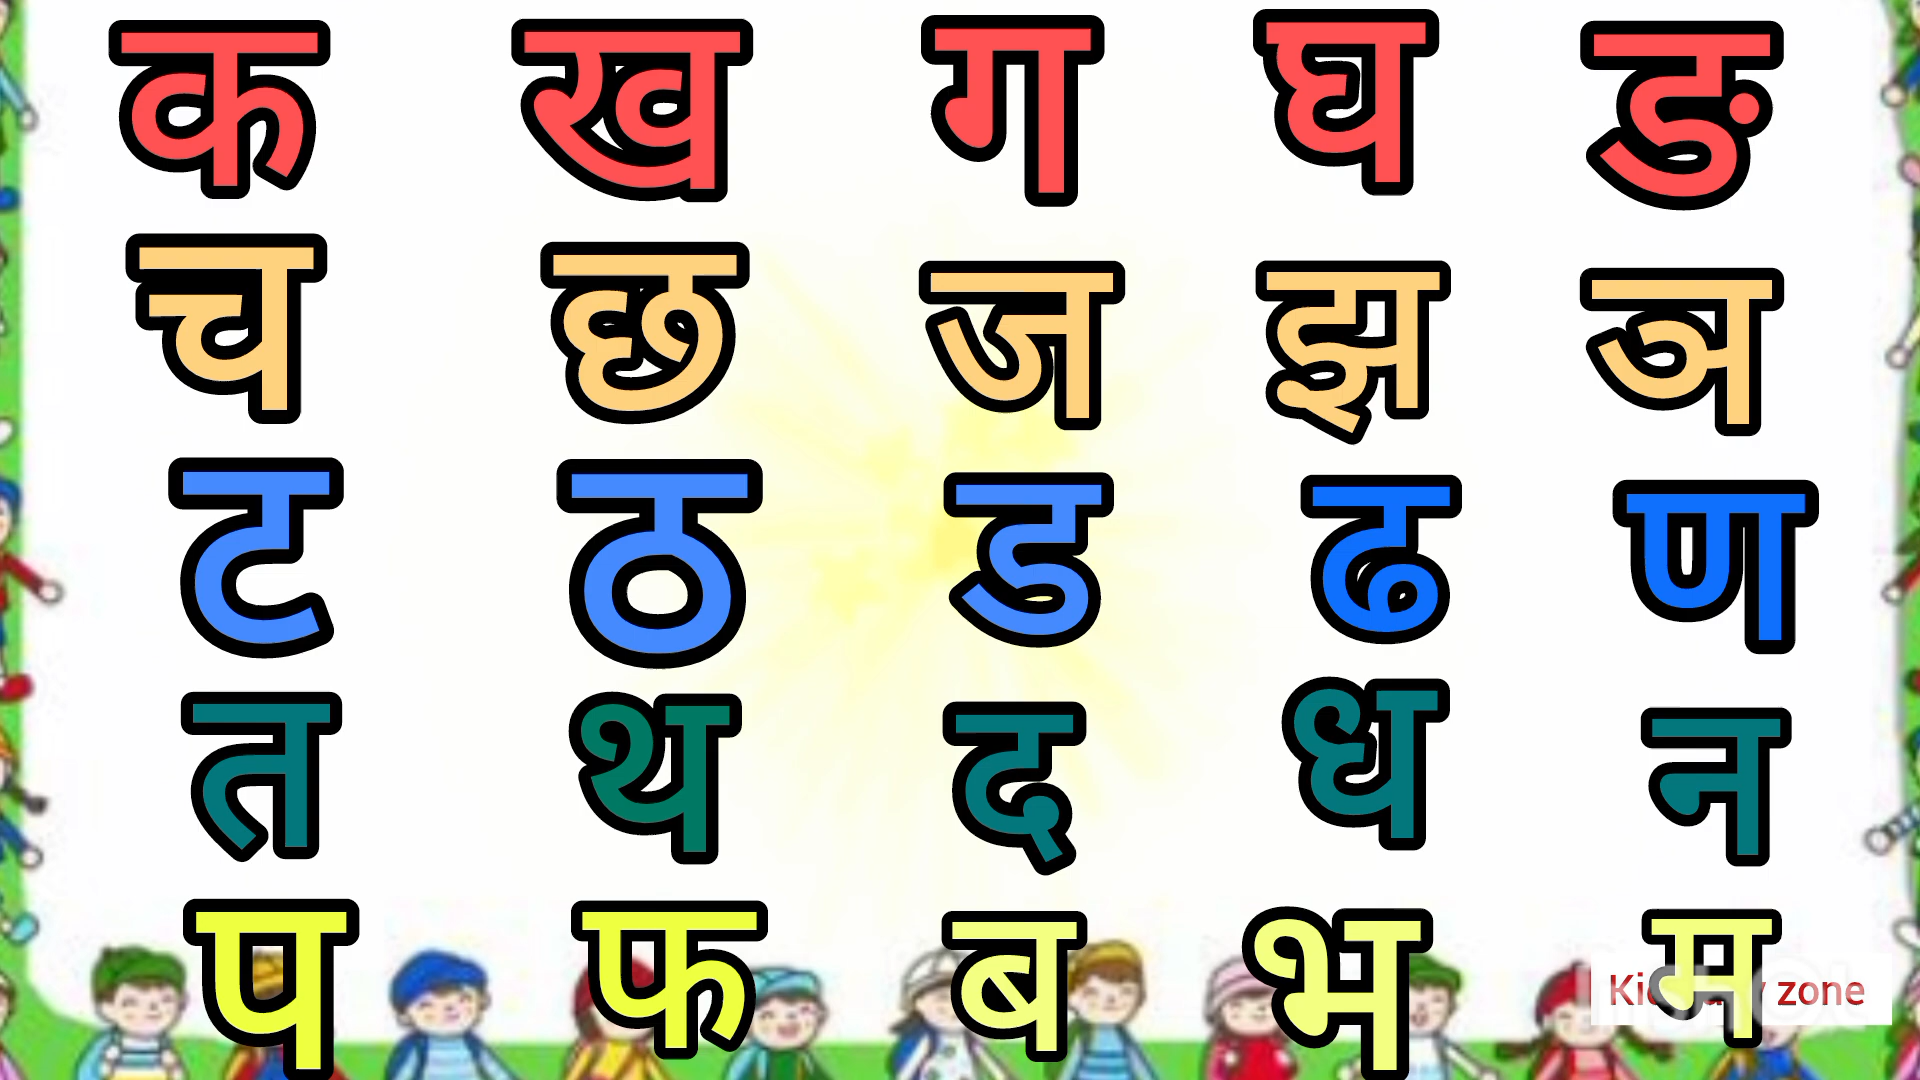 क ख ग घ ङ
च छ ज झ ञ
ट ठ ड ढ ण
त थ द ध न
प फ ब भ म
zone